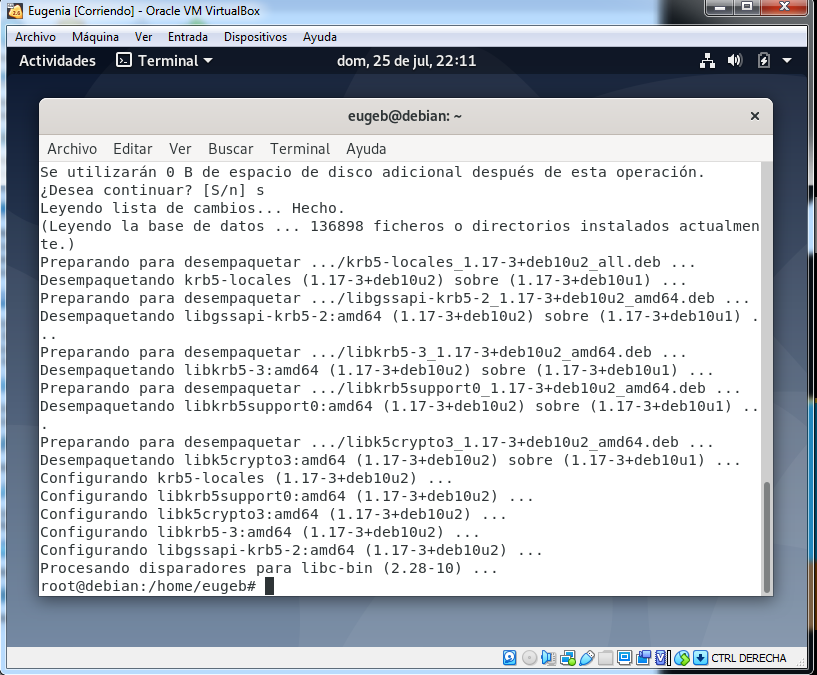 Eugenia [Corriendo] - Oracle VM VirtualBox
Archivo Máquina Ver Entrada Dispositivos Ayuda
Actividades Terminal dom, 25 de jul, 22:11
eugeb@debian: ~
Archivo Editar Ver Buscar Terminal Ayuda
Se utilizarán 0 B de espacio de disco adicional después de esta operación.
¿Desea continuar? [S/n] s
Leyendo lista de cambios... Hecho.
(Leyendo la base de datos ... 136898 ficheros o directorios instalados actualmen
te.)
Preparando para desempaquetar .../krb5-locales_1.17-3+deb10u2_all.deb ...
Desempaquetando krb5-locales (1.17-3+deb10u2) sobre (1.17-3+deb10u1) ...
Preparando para desempaquetar .../libgssapi-krb5-2_1.17-3+deb10u2_amd64.deb ...
Desempaquetando libgssapi-krb5-2:amd64 (1.17-3+deb10u2) sobre (1.17-3+deb10u1) .
..
Preparando para desempaquetar .../libkrb5-3_1.17-3+deb10u2_amd64.deb ...
Desempaquetando libkrb5-3:amd64 (1.17-3+deb10u2) sobre (1.17-3+deb10u1) ...
Preparando para desempaquetar .../libkrb5support0_1.17-3+deb10u2_amd64.deb ...
Desempaquetando libkrb5support0:amd64 (1.17-3+deb10u2) sobre (1.17-3+deb10u1) ..
.
Preparando para desempaquetar .../libk5crypto3_1.17-3+deb10u2_amd64.deb ...
Desempaquetando libk5crypto3:amd64 (1.17-3+deb10u2) sobre (1.17-3+deb10u1) ...
Configurando krb5-locales (1.17-3+deb10u2) ...
Configurando libkrb5support0:amd64 (1.17-3+deb10u2) ...
Configurando libk5crypto3:amd64 (1.17-3+deb10u2) ...
Configurando libkrb5-3:amd64 (1.17-3+deb10u2) ...
Configurando libgssapi-krb5-2:amd64 (1.17-3+deb10u2) ...
Procesando disparadores para libc-bin (2.28-10) ...
root@debian:/home/eugeb#
CTRL DERECHA